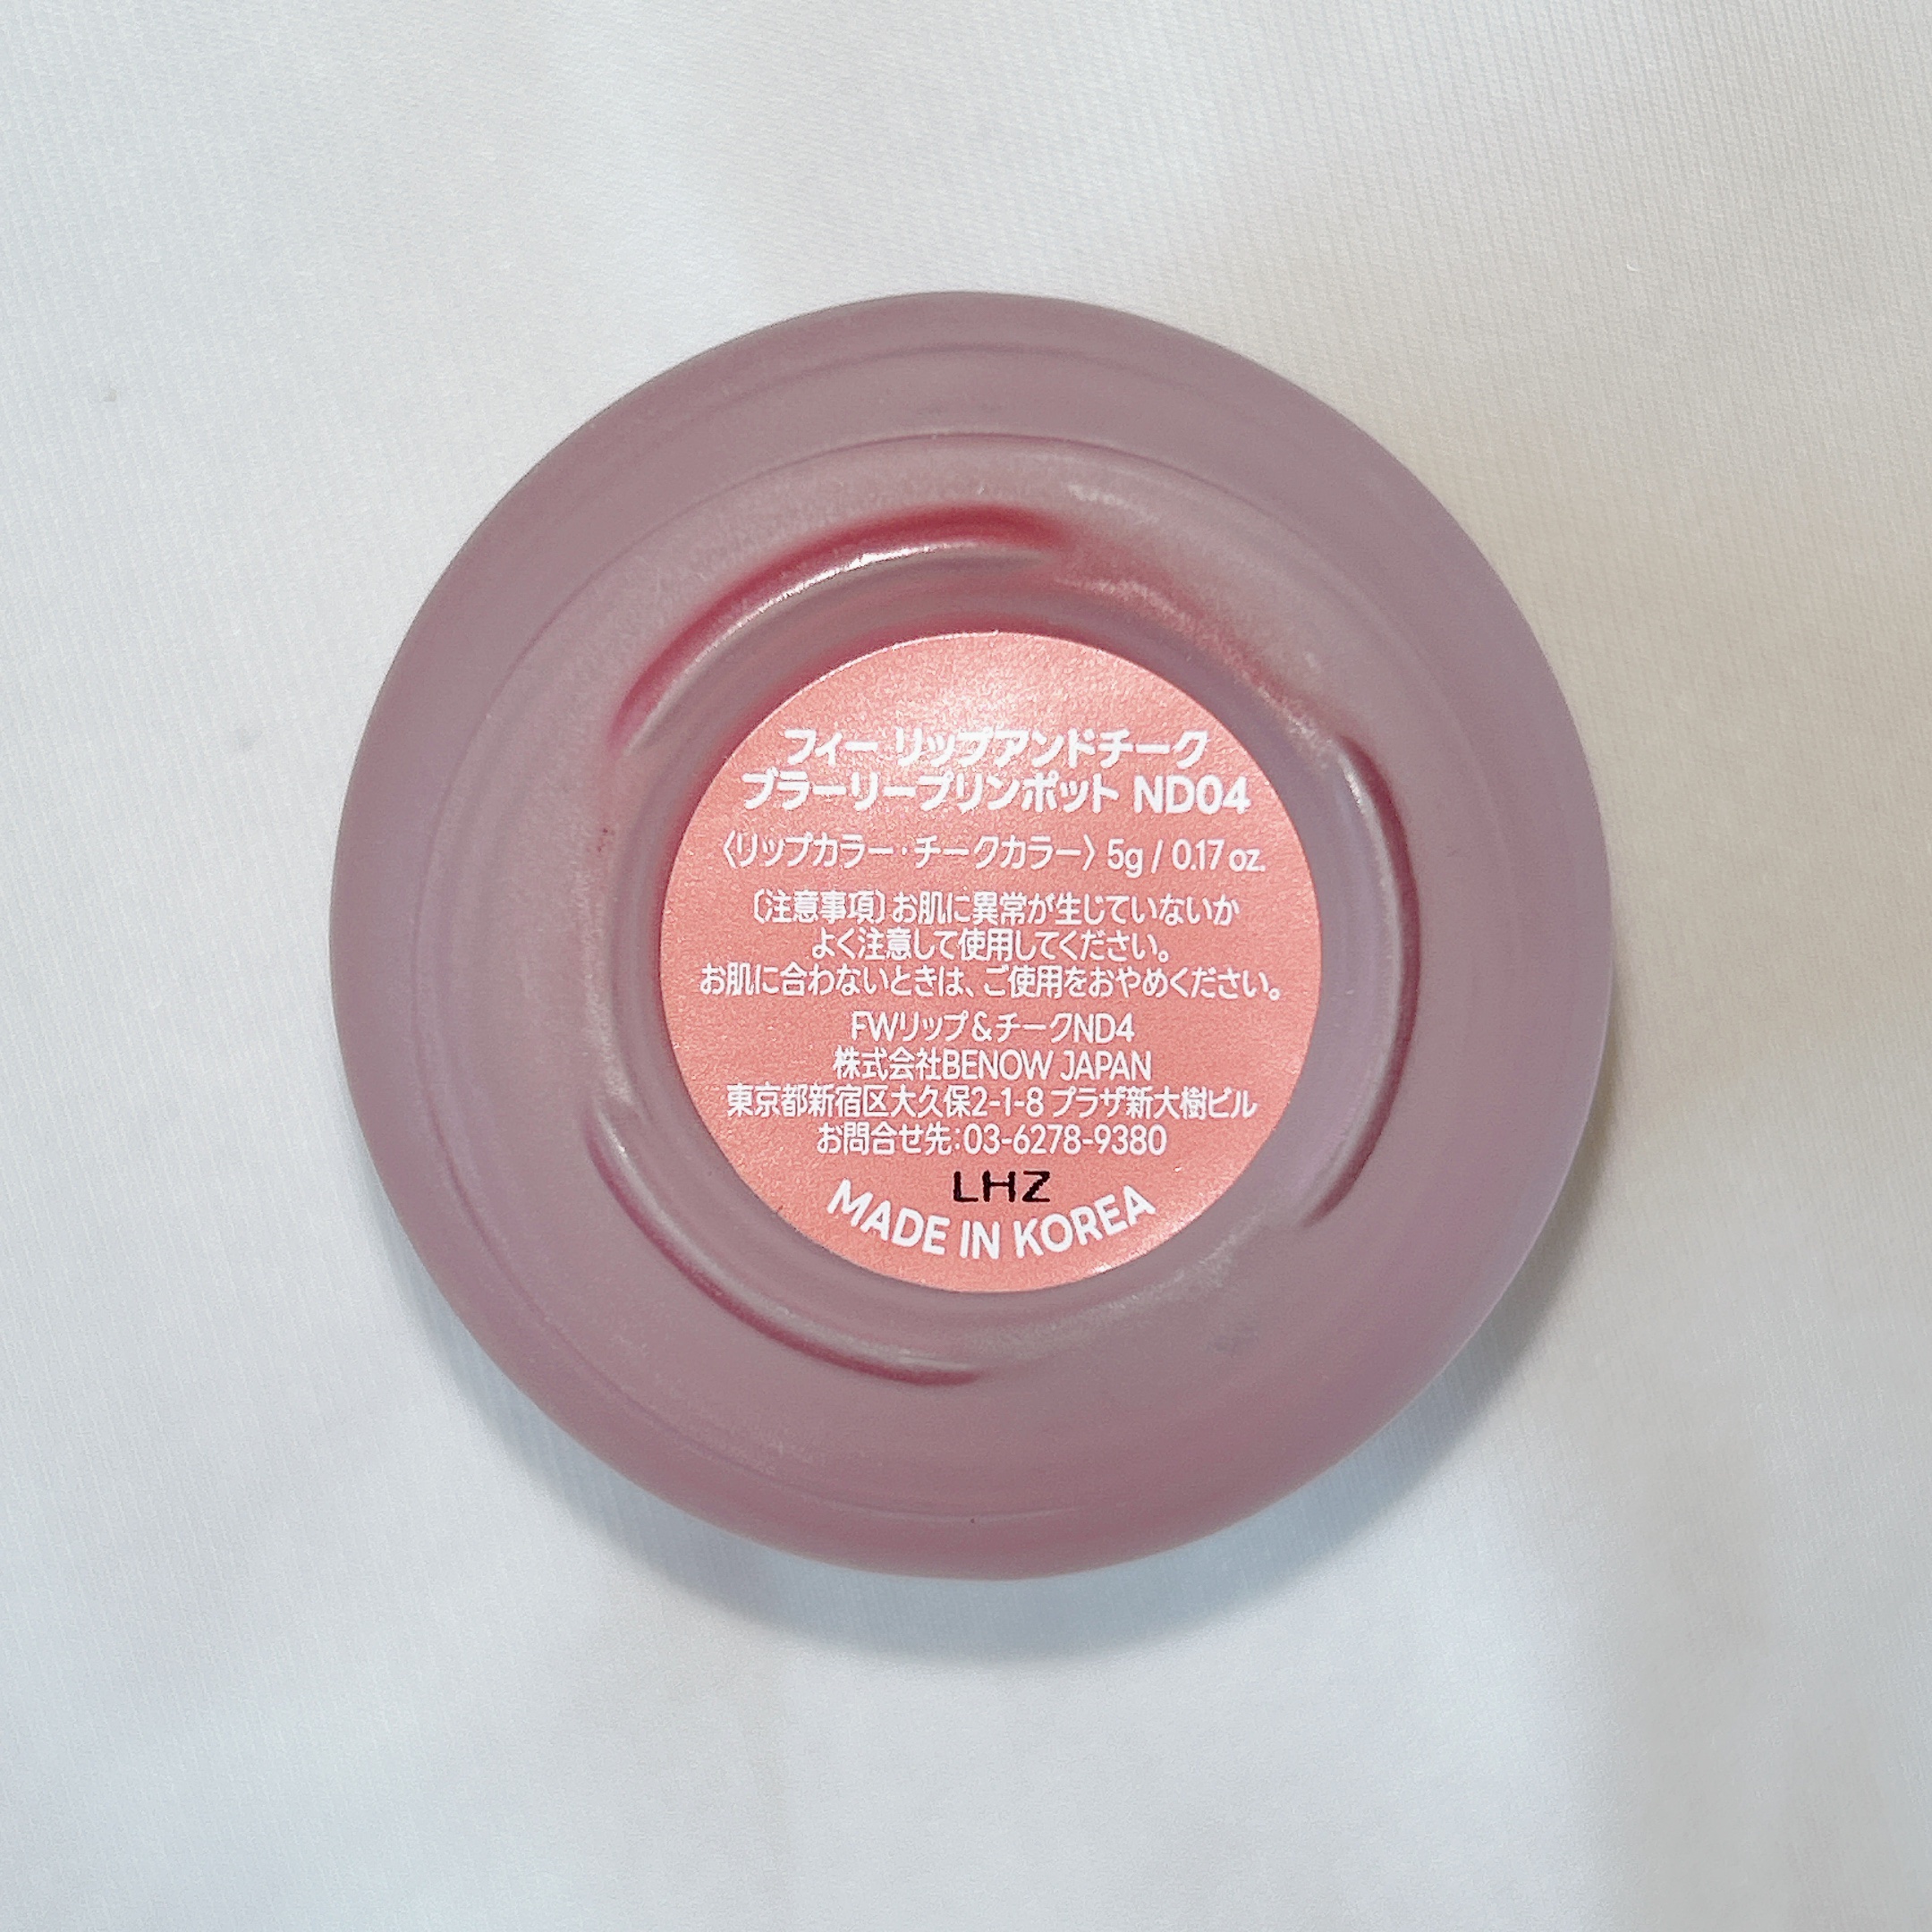 フィー リップアンドチーク
ブラーリープリンポット ND04
〈リップカラー・チークカラー〉 5g / 0.17 oz.
〔注意事項〕お肌に異常が生じていないか
よく注意して使用してください。
お肌に合わないときは、ご使用をおやめください。
FWリップ＆チークND4
株式会社BENOW JAPAN
東京都新宿区大久保2-1-8 プラザ新大樹ビル
お問合せ先:03-6278-9380
LHZ
MADE IN KOREA